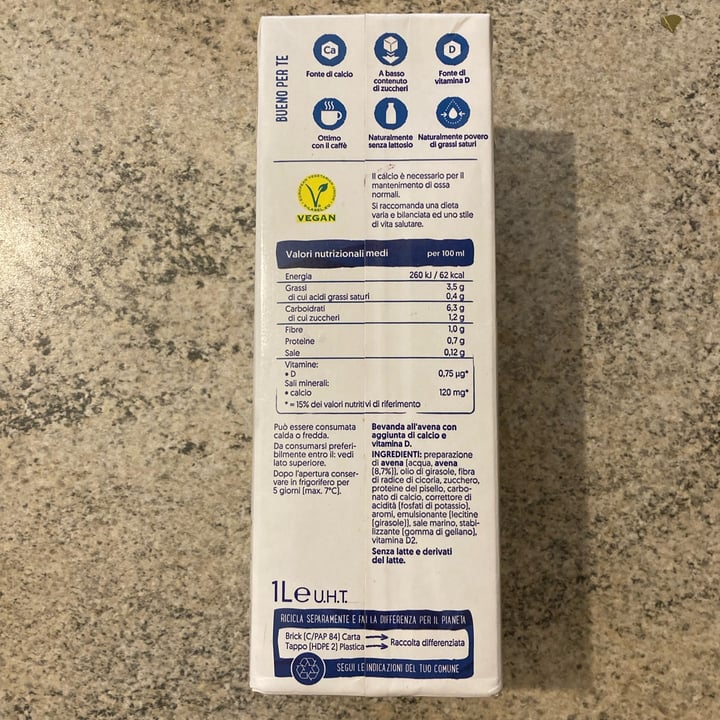 BUENO PER TE
Ca
Fonte di calcio
A basso
contenuto
di zuccheri
D
Fonte di
vitamina D
Ottimo
con il caffè
Naturalmente
senza lattosio
Naturalmente povero
di grassi saturi
VEGAN
Il calcio è necessario per il
mantenimento di ossa
normali.
Si raccomanda una dieta
varia e bilanciata ed uno stile
di vita salutare.
Valori nutrizionali medi per 100 ml
Energia 260 kJ / 62 kcal
Grassi 3,5 g
di cui acidi grassi saturi 0,4 g
Carboidrati 6,3 g
di cui zuccheri 1,2 g
Fibre 1,0 g
Proteine 0,7 g
Sale 0,12 g
Vitamine:
• D 0,75 µg*
Sali minerali:
• calcio 120 mg*
* = 15% dei valori nutritivi di riferimento
Può essere consumata
calda o fredda.
Da consumarsi preferi-
bilmente entro il: vedi
lato superiore.
Dopo l'apertura conser-
vare in frigorifero per
5 giorni (max. 7°C).
Bevanda all'avena con
aggiunta di calcio e
vitamina D.
INGREDIENTI: preparazione
di avena [acqua, avena
(8,7%)], olio di girasole, fibra
di radice di cicoria, zucchero,
proteine del pisello, carbo-
nato di calcio, correttore di
acidità (fosfati di potassio),
aromi, emulsionante [lecitine
(girasole)], sale marino, stabi-
lizzante (gomma di gellano),
vitamina D2.
Senza latte e derivati
del latte.
1L e U.H.T.
RICICLA SEPARATAMENTE E FAI LA DIFFERENZA PER IL PIANETA
Brick (C/PAP 84) Carta
Tappo (HDPE 2) Plastica
Raccolta differenziata
SEGUI LE INDICAZIONI DEL TUO COMUNE